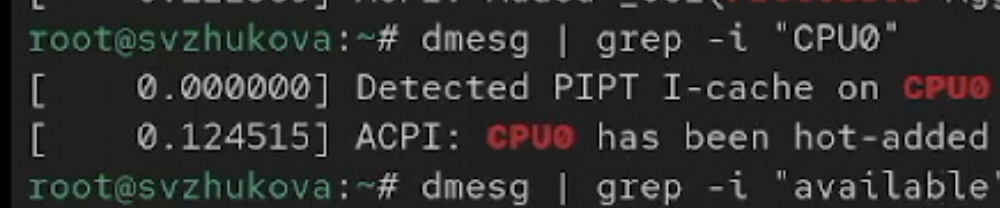 root@svzhukova:~# dmesg | grep -i "CPU0"
[    0.000000] Detected PIPT I-cache on CPU0
[    0.124515] ACPI: CPU0 has been hot-added
root@svzhukova:~# dmesg | grep -i "available"